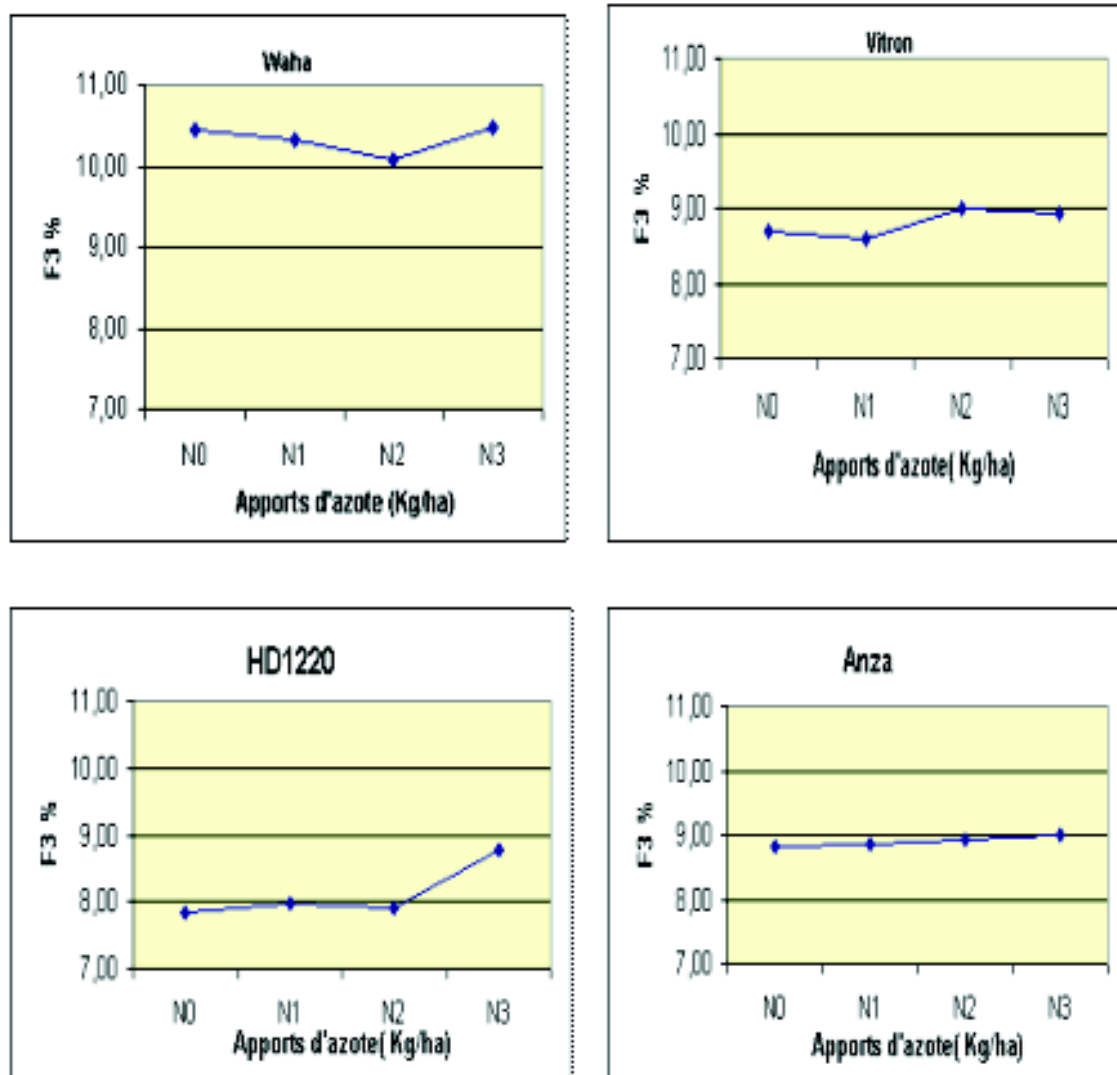 Waha
11,00
10,00
9,00
8,00
7,00
F3 %
N0 N1 N2 N3
Apports d'azote (Kg/ha)
Vitron
11,00
10,00
9,00
8,00
7,00
F3 %
N0 N1 N2 N3
Apports d'azote( Kg/ha)
HD1220
11,00
10,00
9,00
8,00
7,00
F3 %
N0 N1 N2 N3
Apports d'azote( Kg/ha)
Anza
11,00
10,00
9,00
8,00
7,00
F3 %
N0 N1 N2 N3
Apports d'azote( Kg/ha)